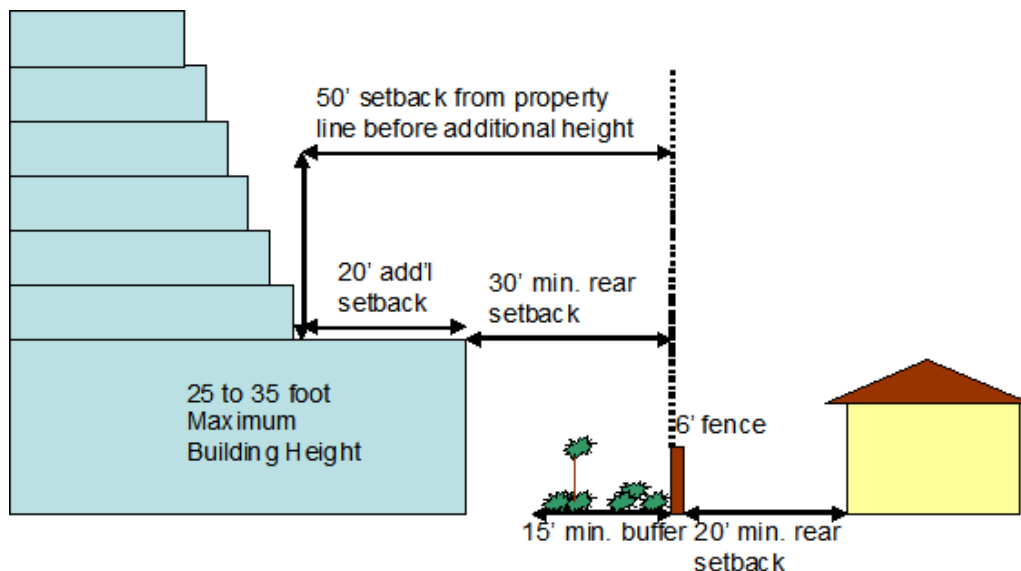 50’ setback from property
line before additional height
20’ add’l
setback
30’ min. rear
setback
25 to 35 foot
Maximum
Building Height
6’ fence
15’ min. buffer
20’ min. rear
setback